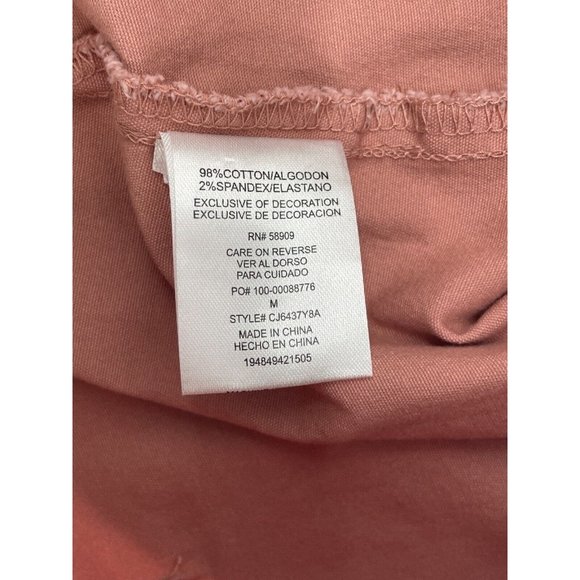 98%COTTON/ALGODON
2%SPANDEX/ELASTANO
EXCLUSIVE OF DECORATION
EXCLUSIVE DE DECORACION
RN# 58909
CARE ON REVERSE
VER AL DORSO
PARA CUIDADO
PO# 100-00088776
M
STYLE# CJ6437Y8A
MADE IN CHINA
HECHO EN CHINA
194849421505